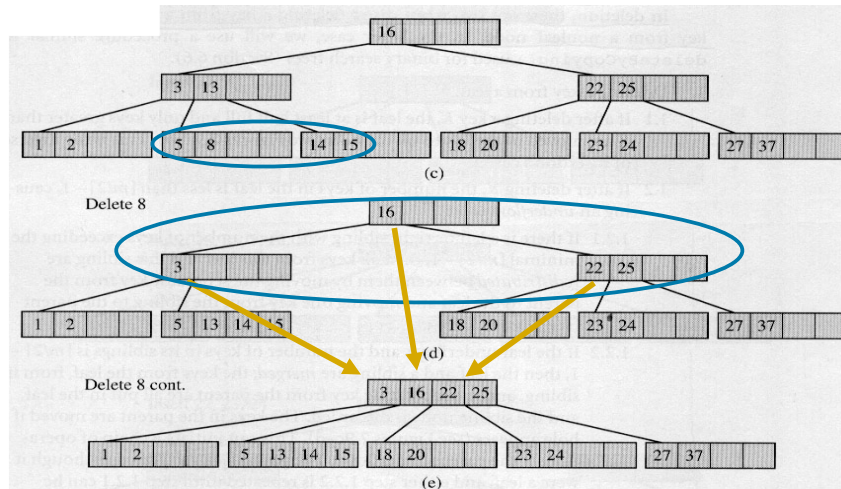 16
3 13 22 25
1 2 5 8 14 15 18 20 23 24 27 37
(c)
Delete 8
16
3 22 25
1 2 5 13 14 15 18 20 23 24 27 37
(d)
Delete 8 cont.
3 16 22 25
1 2 5 13 14 15 18 20 23 24 27 37
(e)